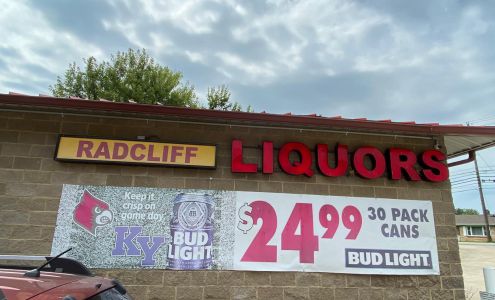 RADCLIFF
LIQUORS
Keep it
crisp on
game day.
KY
BUD
LIGHT
$24.99
30 PACK
CANS
BUD LIGHT